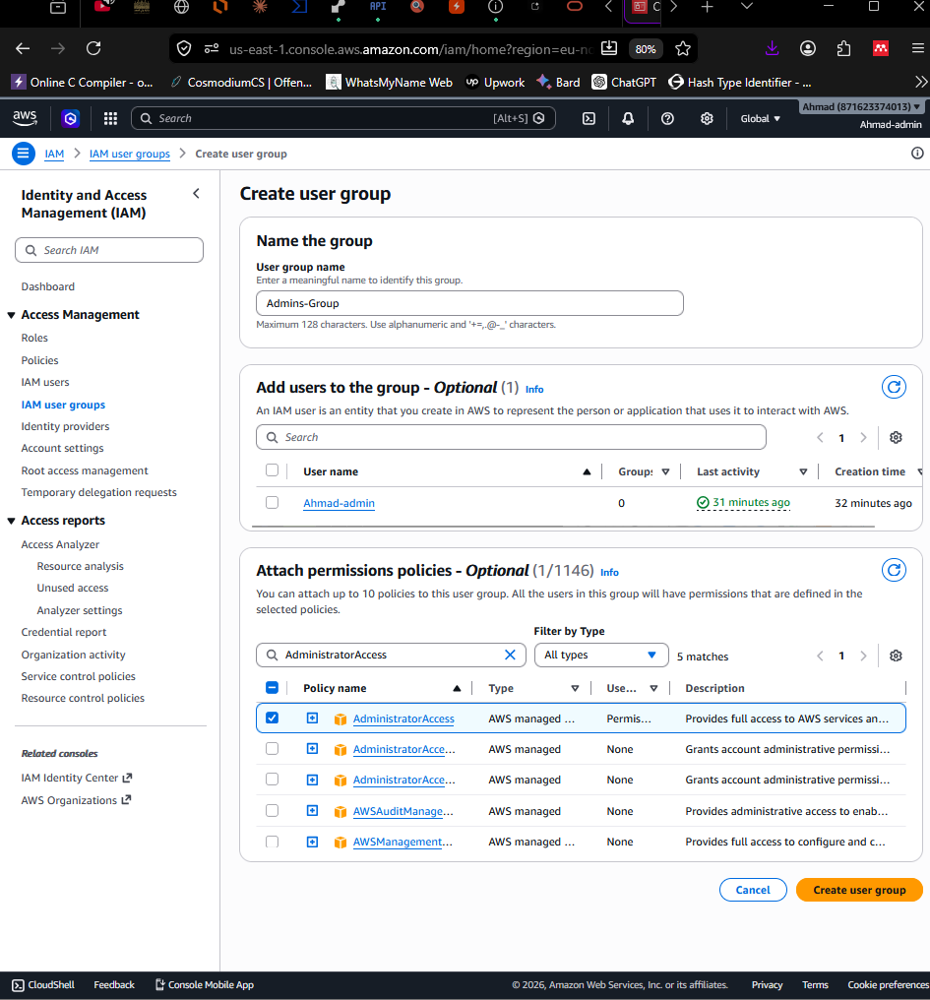 API
us-east-1.console.aws.amazon.com/iam/home?region=eu-no
80%
Online C Compiler - o...
CosmodiumCS | Offen...
WhatsMyName Web
up Upwork
Bard
ChatGPT
Hash Type Identifier - ...
aws
Search
[Alt+S]
Global
Ahmad (871623374013)
Ahmad-admin
IAM
IAM user groups
Create user group
Identity and Access
Management (IAM)
Search IAM
Dashboard
Access Management
Roles
Policies
IAM users
IAM user groups
Identity providers
Account settings
Root access management
Temporary delegation requests
Access reports
Access Analyzer
Resource analysis
Unused access
Analyzer settings
Credential report
Organization activity
Service control policies
Resource control policies
Related consoles
IAM Identity Center
AWS Organizations
Create user group
Name the group
User group name
Enter a meaningful name to identify this group.
Admins-Group
Maximum 128 characters. Use alphanumeric and '+=,.@-_' characters.
Add users to the group - Optional (1) Info
An IAM user is an entity that you create in AWS to represent the person or application that uses it to interact with AWS.
Search
1
User name Groups Last activity Creation time
Ahmad-admin 0 31 minutes ago 32 minutes ago
Attach permissions policies - Optional (1/1146) Info
You can attach up to 10 policies to this user group. All the users in this group will have permissions that are defined in the
selected policies.
Filter by Type
AdministratorAccess
All types
5 matches
1
Policy name Type Use... Description
AdministratorAccess AWS managed ... Permis... Provides full access to AWS services an...
AdministratorAcce... AWS managed None Grants account administrative permissi...
AdministratorAcce... AWS managed None Grants account administrative permissi...
AWSAuditManage... AWS managed None Provides administrative access to enab...
AWSManagement... AWS managed ... None Provides full access to configure and c...
Cancel
Create user group
CloudShell
Feedback
Console Mobile App
© 2026, Amazon Web Services, Inc. or its affiliates.
Privacy
Terms
Cookie preferences